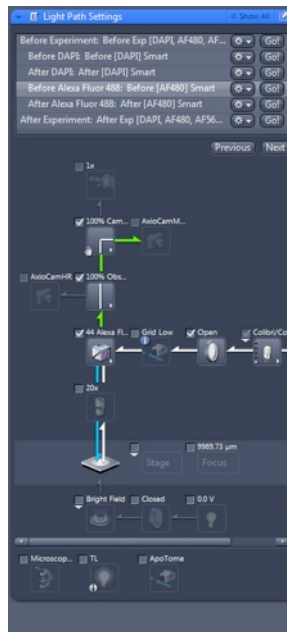 Light Path Settings Show All
Before Experiment: Before Exp [DAPI, AF480, AF... Go!
Before DAPI: Before [DAPI] Smart Go!
After DAPI: After [DAPI] Smart Go!
Before Alexa Fluor 488: Before [AF480] Smart Go!
After Alexa Fluor 488: After [AF480] Smart Go!
After Experiment: After Exp [DAPI, AF480, AF56... Go!
Previous Next
1x
100% Cam... AxioCamM...
AxioCamHR 100% Obs...
44 Alexa Fl... Grid Low Open Colibri/Co
20x
9969.73 µm
Stage Focus
Bright Field Closed 0.0 V
Microscop... TL ApoTome